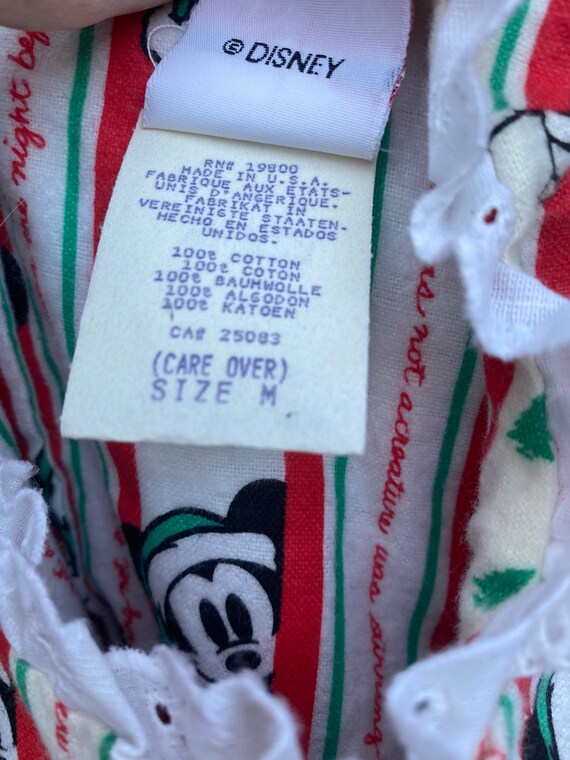 © DISNEY
RN# 19800
MADE IN U.S.A.
FABRIQUE AUX ETATS-
UNIS D'AMERIQUE.
FABRIKAT IN
VEREINIGTE STAATEN.
HECHO EN ESTADOS
UNIDOS.
100% COTTON
100% COTON
100% BAUMWOLLE
100% ALGODON
100% KATOEN
CA# 25083
(CARE OVER)
SIZE M
night bef
not a creature was stirring